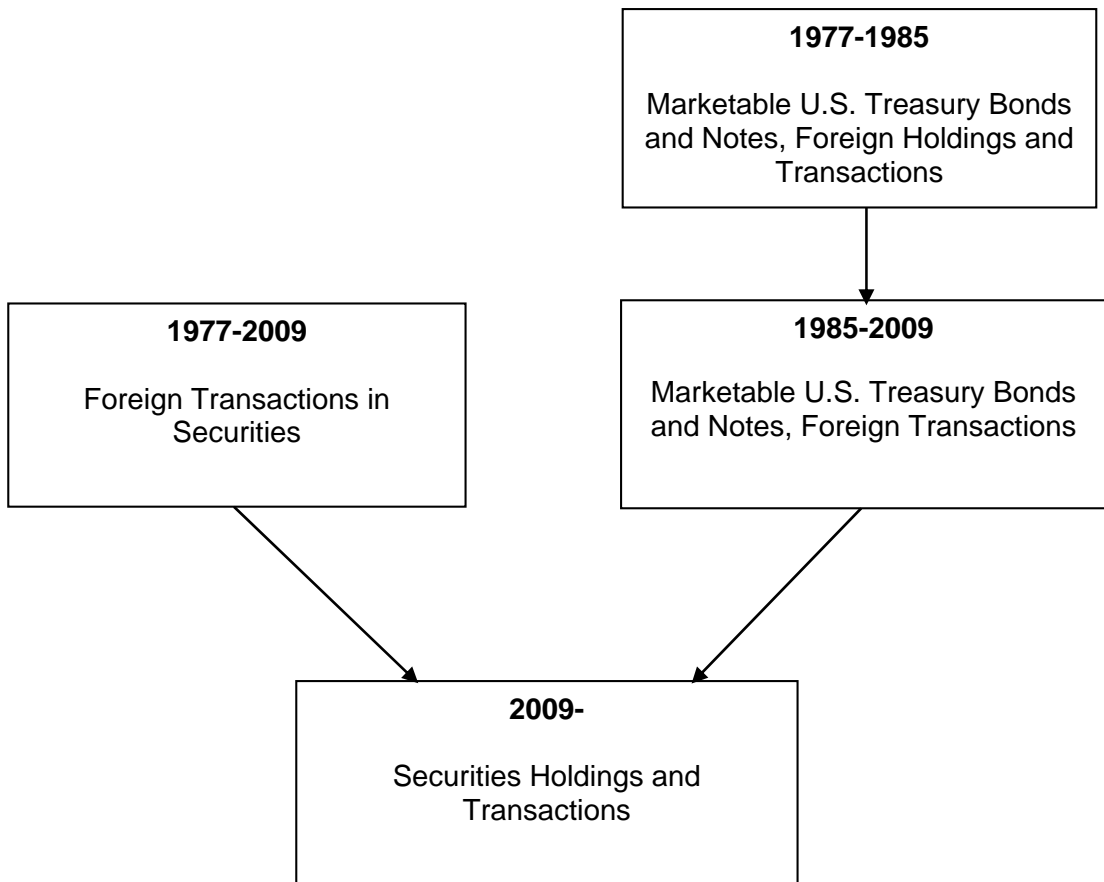 1977-1985
Marketable U.S. Treasury Bonds
and Notes, Foreign Holdings and
Transactions
1977-2009
Foreign Transactions in
Securities
1985-2009
Marketable U.S. Treasury Bonds
and Notes, Foreign Transactions
2009-
Securities Holdings and
Transactions